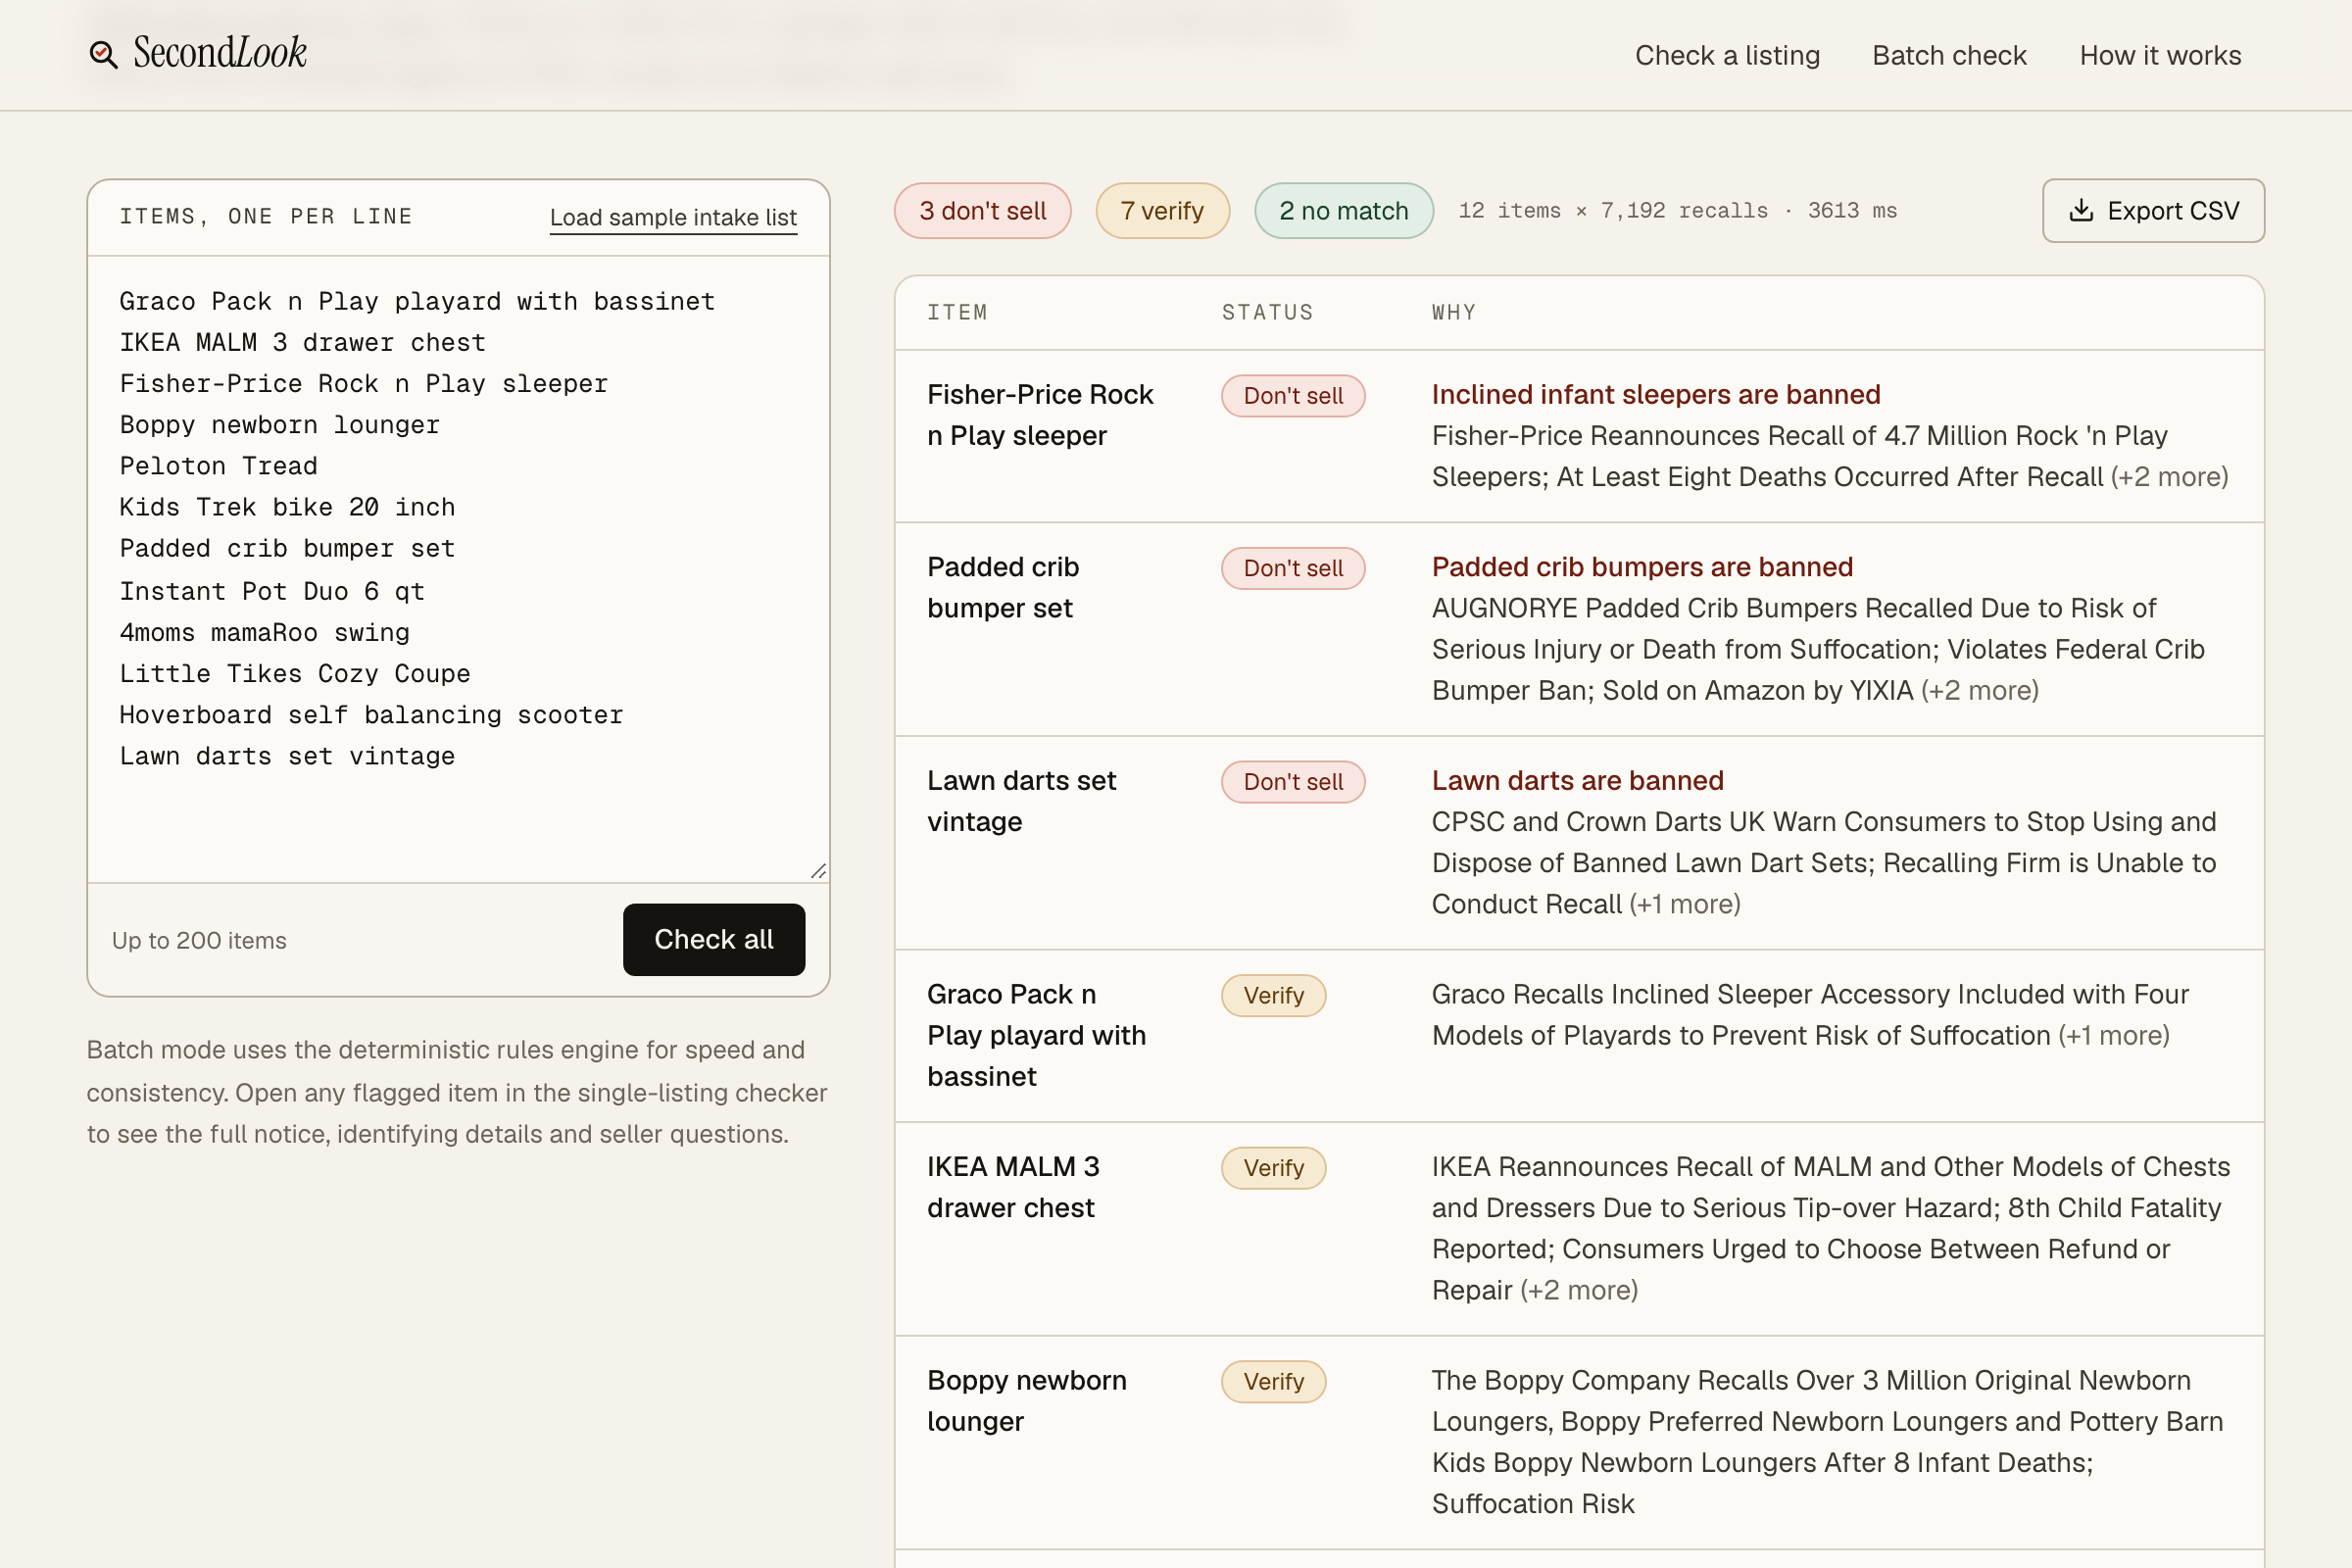 SecondLook
Check a listing
Batch check
How it works
ITEMS, ONE PER LINE
Load sample intake list
Graco Pack n Play playard with bassinet
IKEA MALM 3 drawer chest
Fisher-Price Rock n Play sleeper
Boppy newborn lounger
Peloton Tread
Kids Trek bike 20 inch
Padded crib bumper set
Instant Pot Duo 6 qt
4moms mamaRoo swing
Little Tikes Cozy Coupe
Hoverboard self balancing scooter
Lawn darts set vintage
Up to 200 items
Check all
Batch mode uses the deterministic rules engine for speed and
consistency. Open any flagged item in the single-listing checker
to see the full notice, identifying details and seller questions.
3 don't sell
7 verify
2 no match
12 items × 7,192 recalls · 3613 ms
Export CSV
ITEM
STATUS
WHY
Fisher-Price Rock
n Play sleeper
Don't sell
Inclined infant sleepers are banned
Fisher-Price Reannounces Recall of 4.7 Million Rock 'n Play
Sleepers; At Least Eight Deaths Occurred After Recall (+2 more)
Padded crib
bumper set
Don't sell
Padded crib bumpers are banned
AUGNORYE Padded Crib Bumpers Recalled Due to Risk of
Serious Injury or Death from Suffocation; Violates Federal Crib
Bumper Ban; Sold on Amazon by YIXIA (+2 more)
Lawn darts set
vintage
Don't sell
Lawn darts are banned
CPSC and Crown Darts UK Warn Consumers to Stop Using and
Dispose of Banned Lawn Dart Sets; Recalling Firm is Unable to
Conduct Recall (+1 more)
Graco Pack n
Play playard with
bassinet
Verify
Graco Recalls Inclined Sleeper Accessory Included with Four
Models of Playards to Prevent Risk of Suffocation (+1 more)
IKEA MALM 3
drawer chest
Verify
IKEA Reannounces Recall of MALM and Other Models of Chests
and Dressers Due to Serious Tip-over Hazard; 8th Child Fatality
Reported; Consumers Urged to Choose Between Refund or
Repair (+2 more)
Boppy newborn
lounger
Verify
The Boppy Company Recalls Over 3 Million Original Newborn
Loungers, Boppy Preferred Newborn Loungers and Pottery Barn
Kids Boppy Newborn Loungers After 8 Infant Deaths;
Suffocation Risk